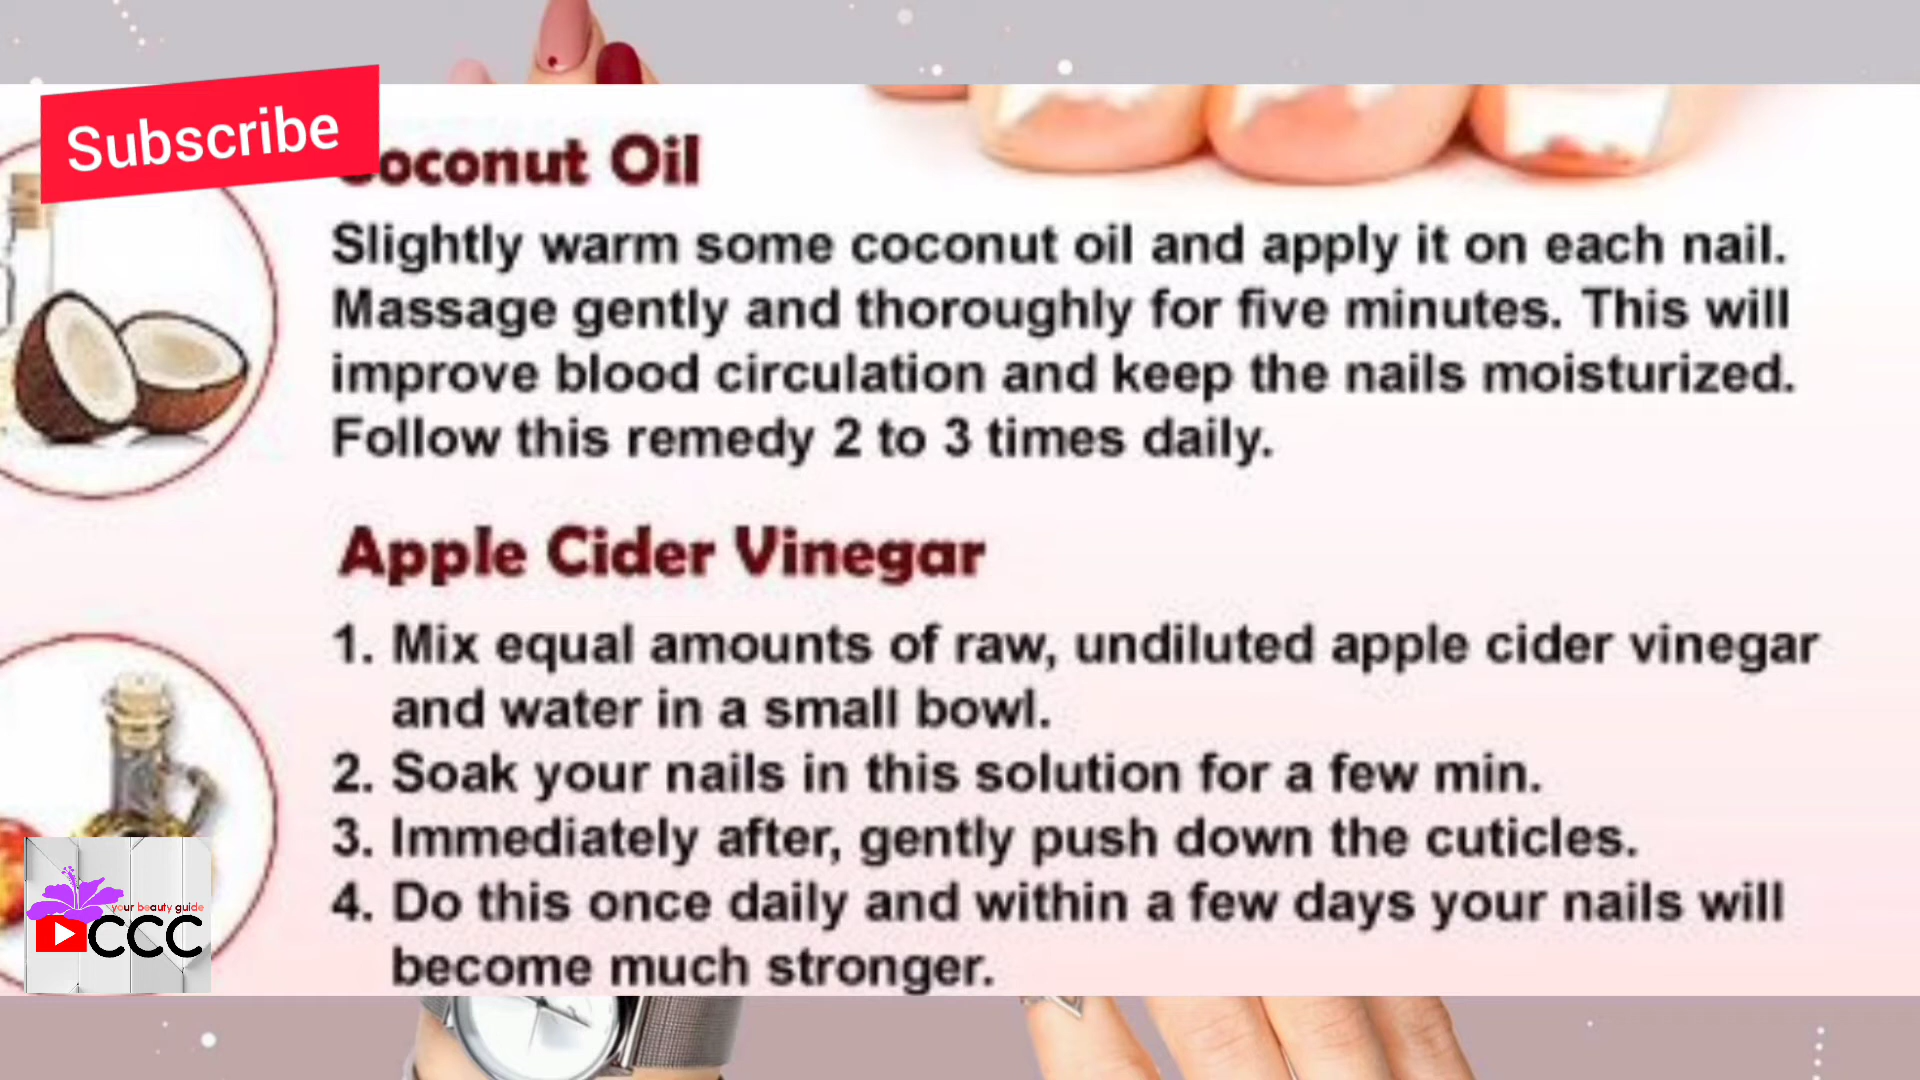 Subscribe
oconut Oil
Slightly warm some coconut oil and apply it on each nail.
Massage gently and thoroughly for five minutes. This will
improve blood circulation and keep the nails moisturized.
Follow this remedy 2 to 3 times daily.
Apple Cider Vinegar
1. Mix equal amounts of raw, undiluted apple cider vinegar
and water in a small bowl.
2. Soak your nails in this solution for a few min.
3. Immediately after, gently push down the cuticles.
4. Do this once daily and within a few days your nails will
become much stronger.
your beauty guide
CCC